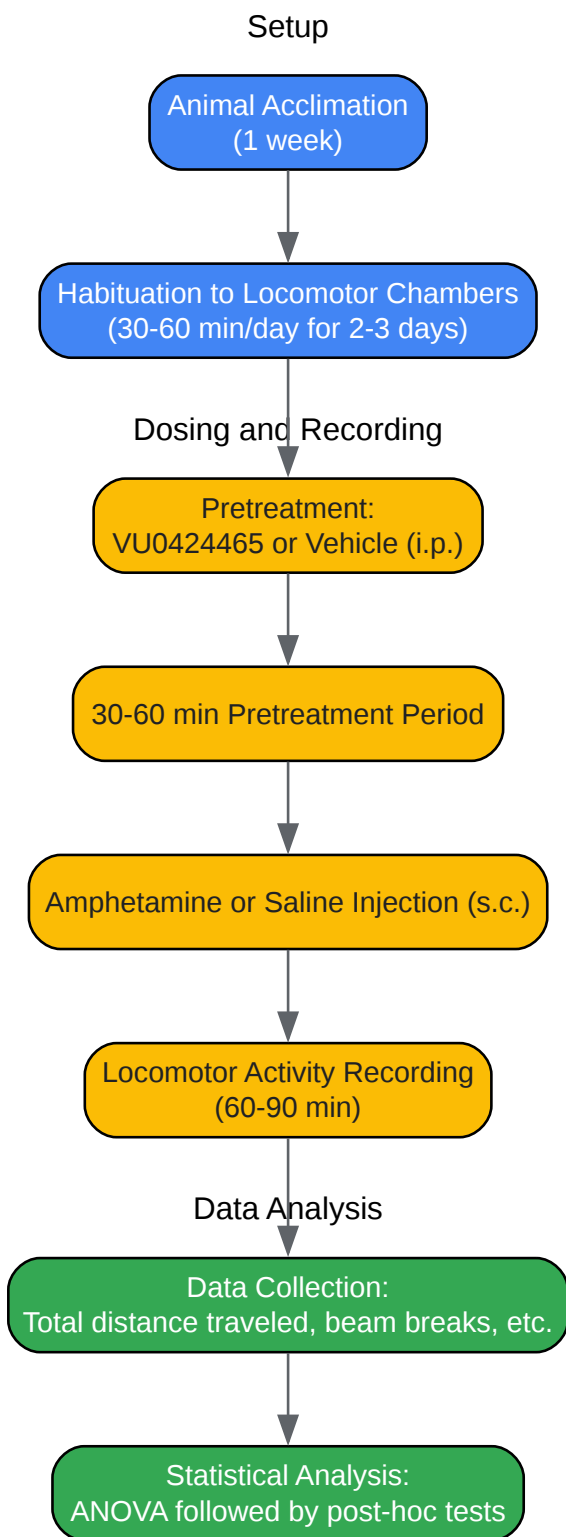 Setup
Animal Acclimation
(1 week)
Habituation to Locomotor Chambers
(30-60 min/day for 2-3 days)
Dosing and Recording
Pretreatment:
VU0424465 or Vehicle (i.p.)
30-60 min Pretreatment Period
Amphetamine or Saline Injection (s.c.)
Locomotor Activity Recording
(60-90 min)
Data Analysis
Data Collection:
Total distance traveled, beam breaks, etc.
Statistical Analysis:
ANOVA followed by post-hoc tests